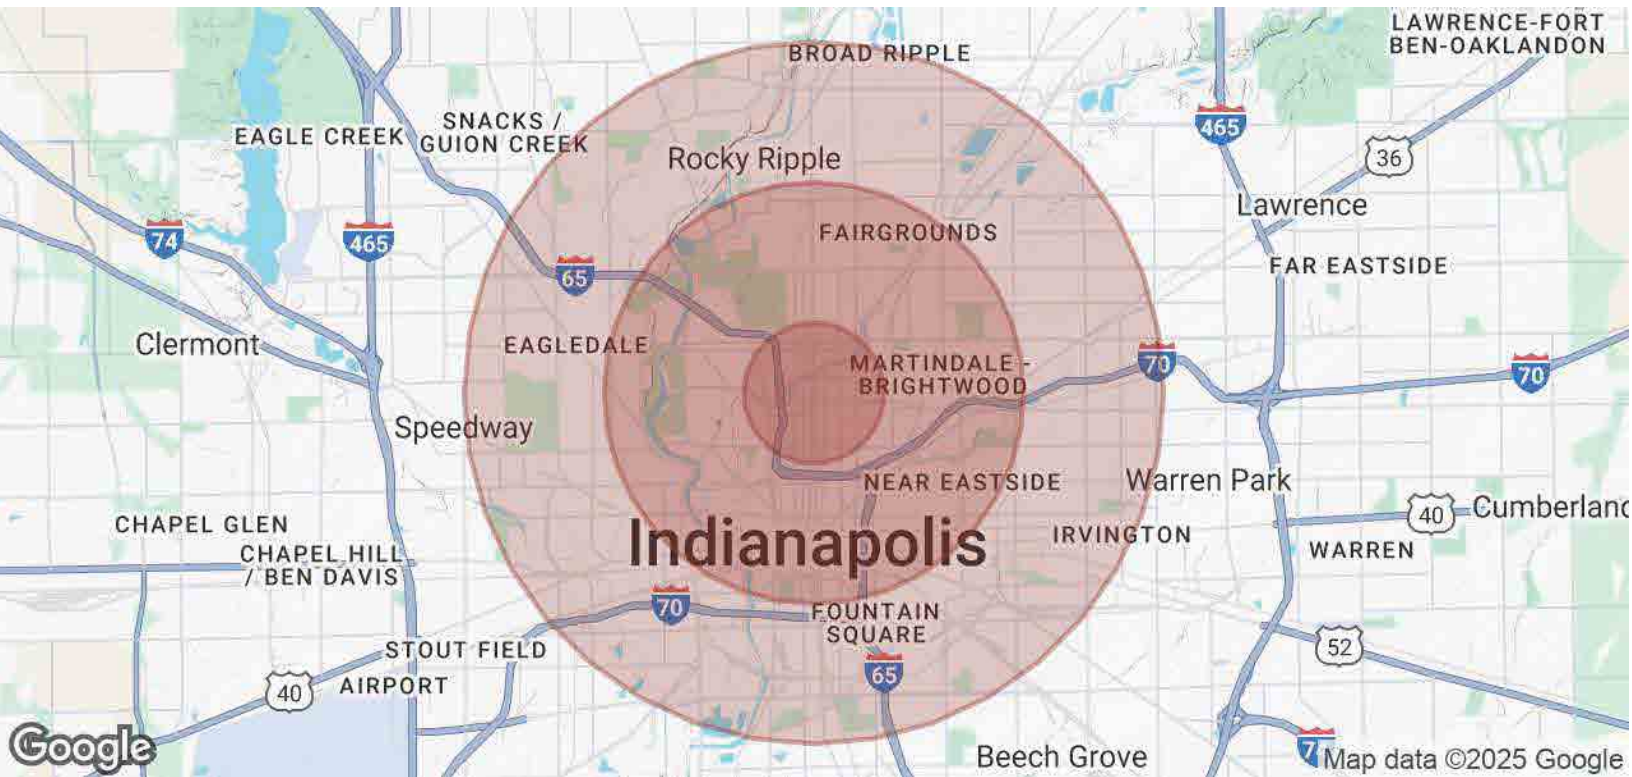 LAWRENCE-FORT
BEN-OAKLANDON
BROAD RIPPLE
SNACKS /
GUION CREEK
EAGLE CREEK
465
Rocky Ripple
36
Lawrence
FAIRGROUNDS
74
465
65
FAR EASTSIDE
Clermont
EAGLEDALE
MARTINDALE -
BRIGHTWOOD
70
70
Speedway
NEAR EASTSIDE
Warren Park
40
Cumberland
CHAPEL GLEN
Indianapolis
IRVINGTON
WARREN
CHAPEL HILL
/ BEN DAVIS
70
FOUNTAIN
SQUARE
STOUT FIELD
52
65
40
AIRPORT
Google
Beech Grove
Map data ©2025 Google